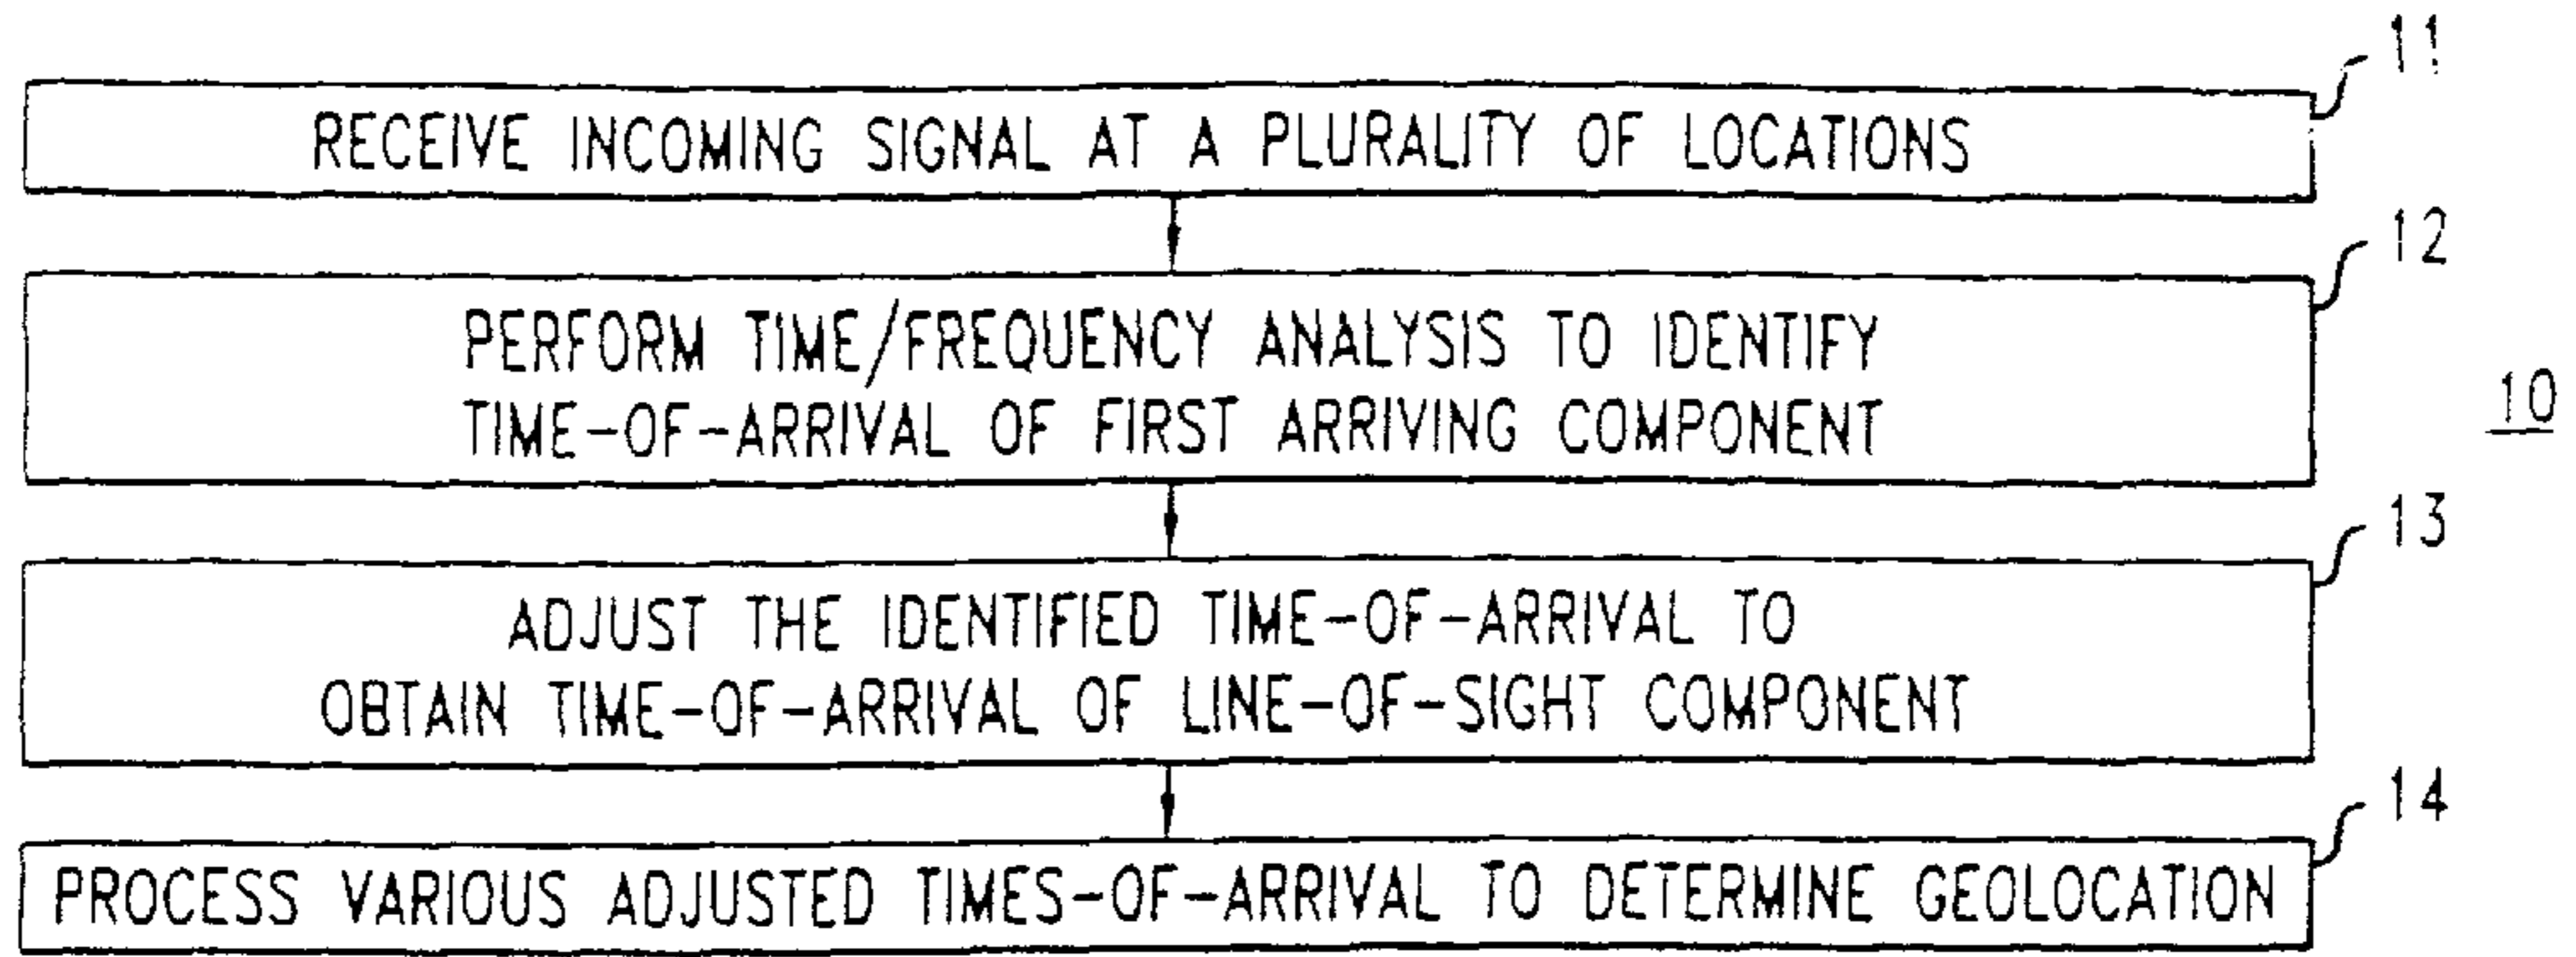 11
RECEIVE INCOMING SIGNAL AT A PLURALITY OF LOCATIONS
12
PERFORM TIME/FREQUENCY ANALYSIS TO IDENTIFY
TIME-OF-ARRIVAL OF FIRST ARRIVING COMPONENT
10
13
ADJUST THE IDENTIFIED TIME-OF-ARRIVAL TO
OBTAIN TIME-OF-ARRIVAL OF LINE-OF-SIGHT COMPONENT
14
PROCESS VARIOUS ADJUSTED TIMES-OF-ARRIVAL TO DETERMINE GEOLOCATION